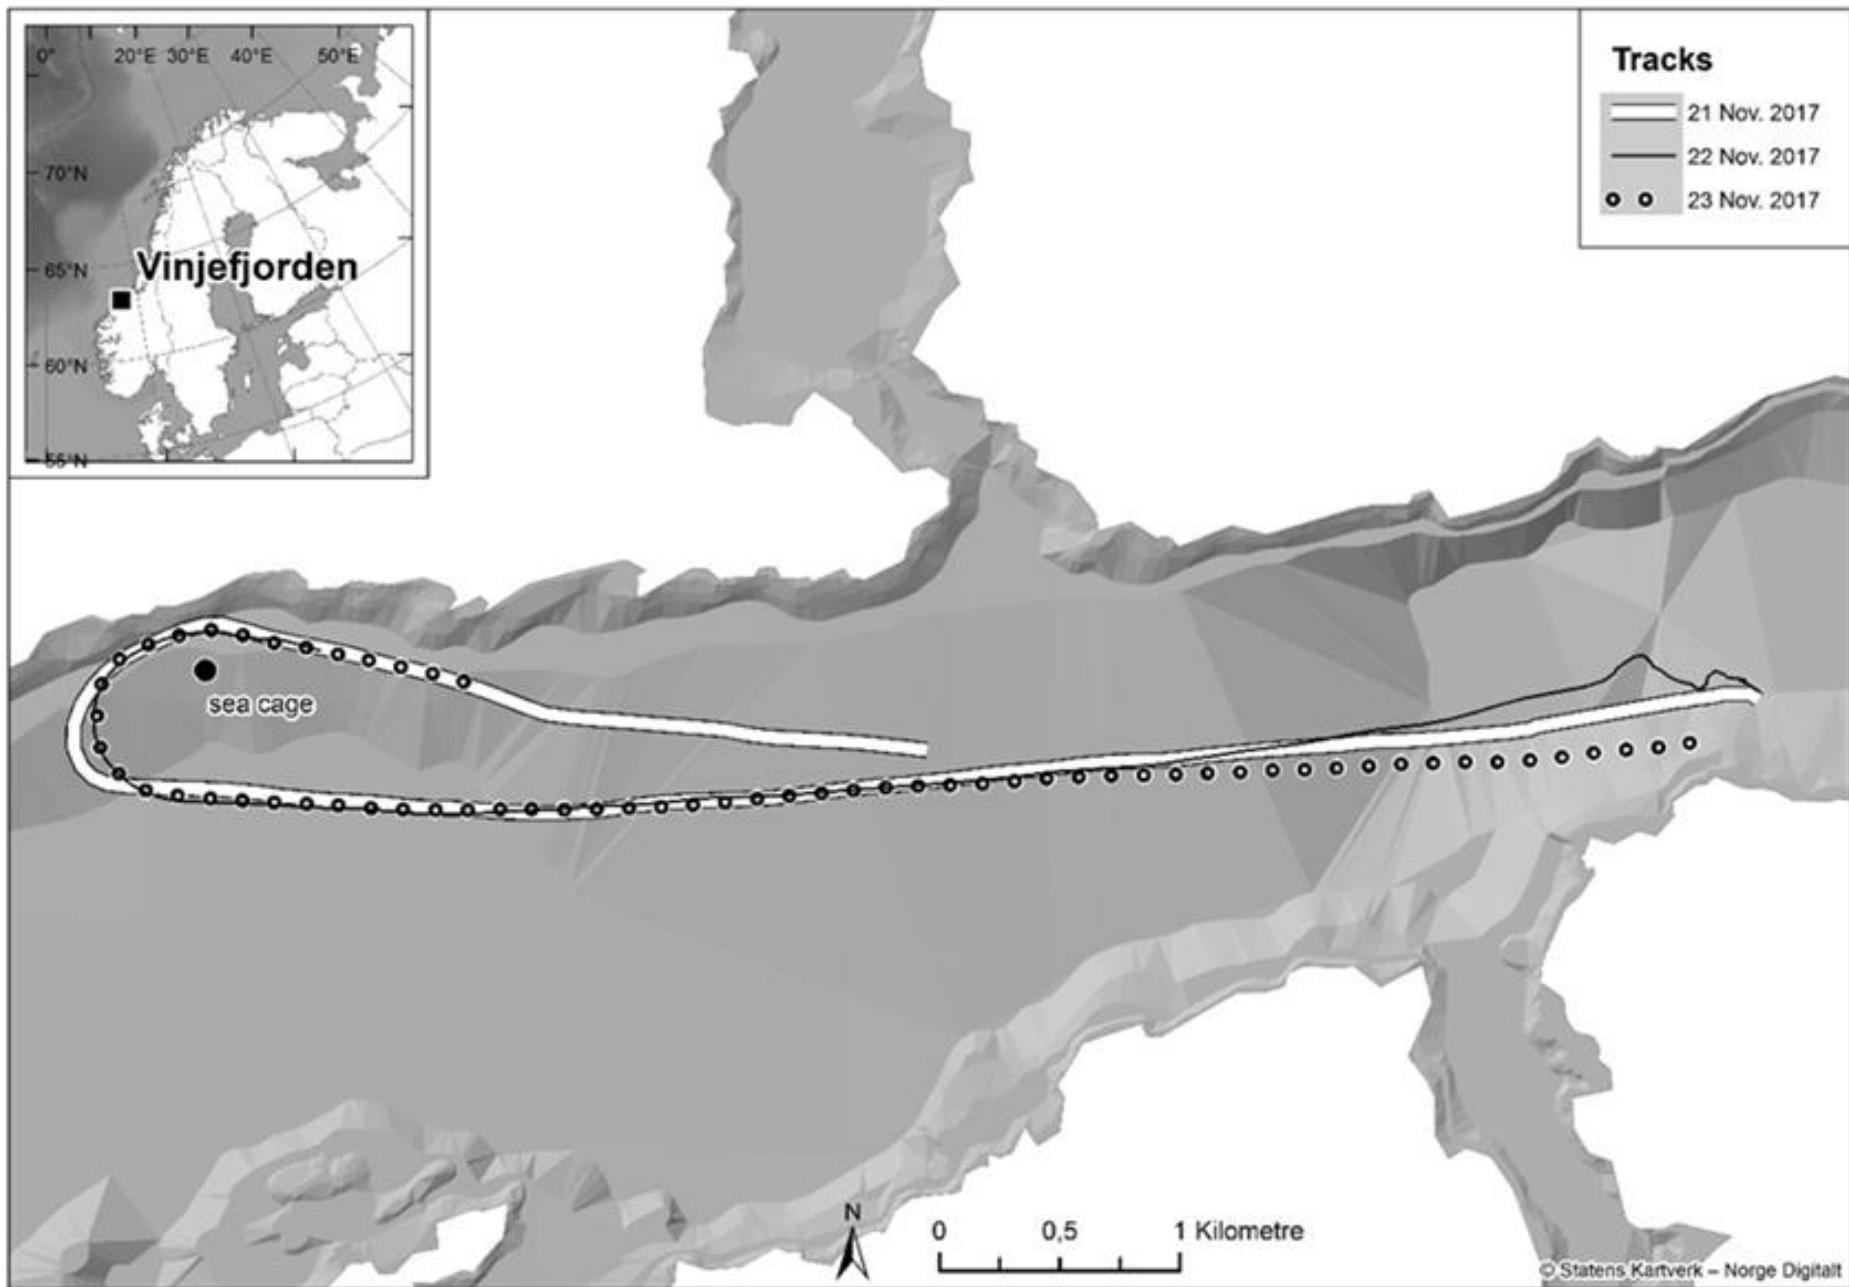 0° 20°E 30°E 40°E 50°E
70°N
65°N
60°N
55°N
Vinjefjorden
Tracks
21 Nov. 2017
22 Nov. 2017
23 Nov. 2017
sea cage
N
0 0,5 1 Kilometre
© Statens Kartverk – Norge Digitalt